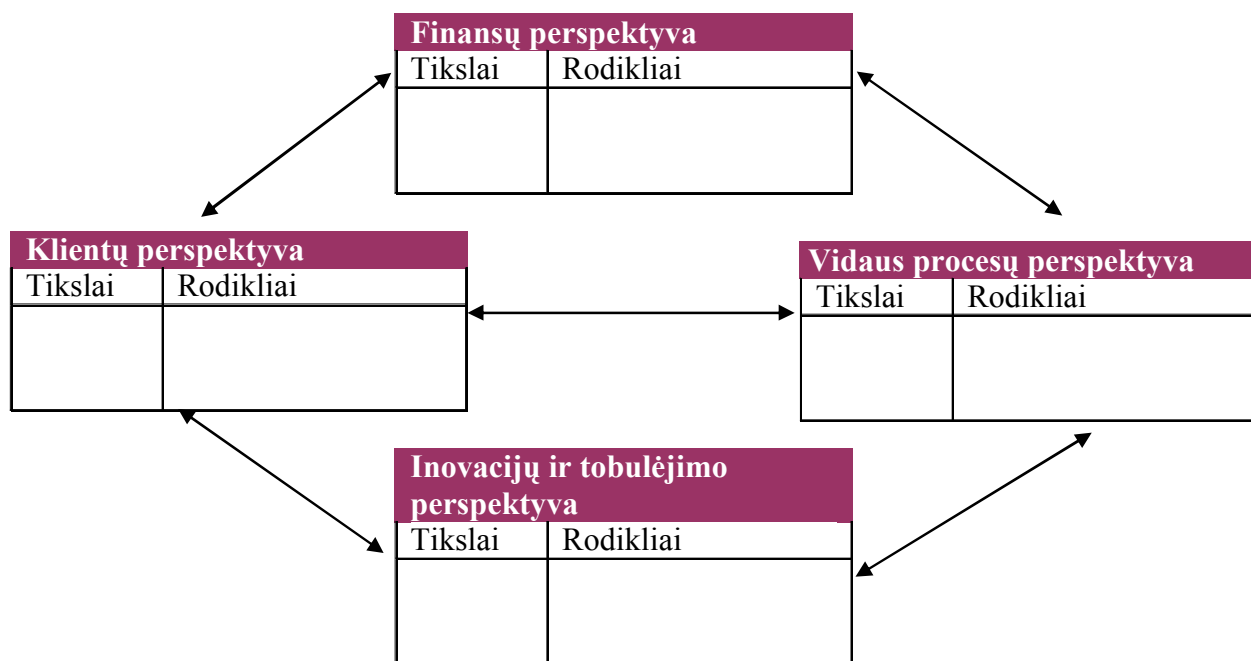 Finansų perspektyva
Tikslai Rodikliai
Klientų perspektyva
Tikslai Rodikliai
Vidaus procesų perspektyva
Tikslai Rodikliai
Inovacijų ir tobulėjimo
perspektyva
Tikslai Rodikliai